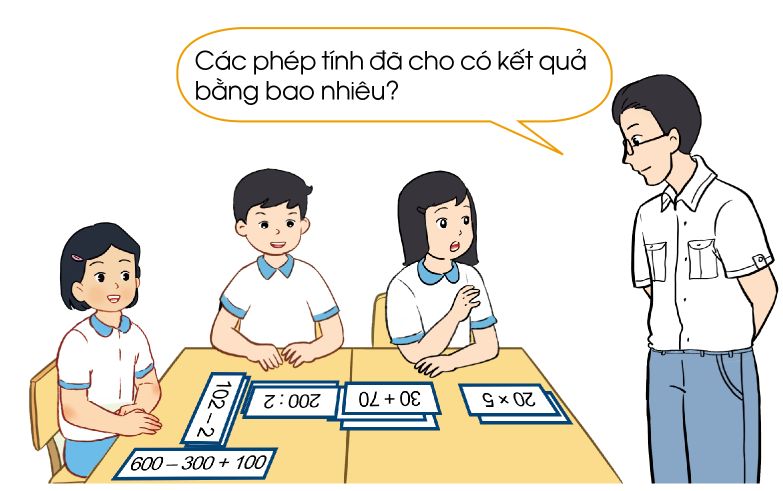 Các phép tính đã cho có kết quả
bằng bao nhiêu?
102 – 2
200 : 2
30 + 70
20 × 5
600 – 300 + 100